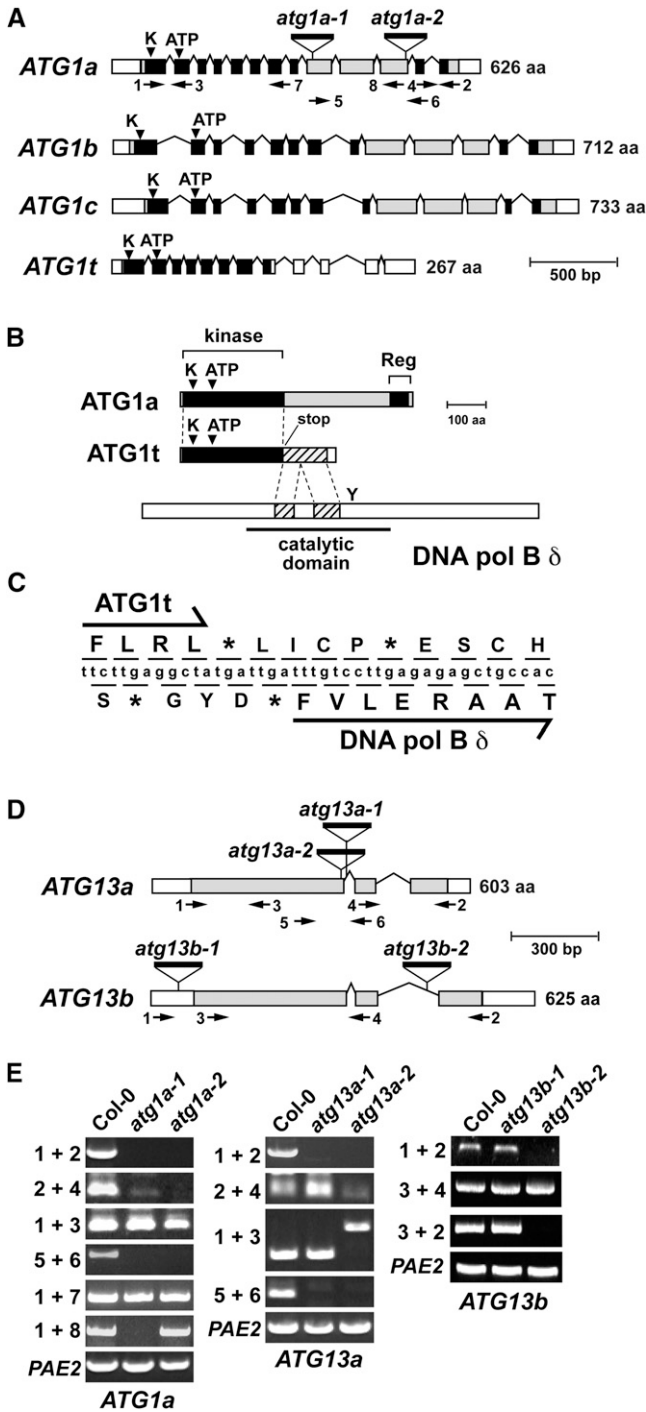 A
atg1a-1 atg1a-2
K ATP
ATG1a 626 aa
1 3 7 8 4 2
5 6
K ATP
ATG1b 712 aa
K ATP
ATG1c 733 aa
K ATP
ATG1t 267 aa
500 bp
B
kinase
Reg
K ATP
ATG1a
100 aa
K ATP stop
ATG1t
Y
catalytic
domain
DNA pol B δ
C
ATG1t
F L R L * L I C P * E S C H
ttcttgaggctatgattgatttgtccttgagagagctgccac
S * G Y D * F V L E R A A T
DNA pol B δ
D
atg13a-1
atg13a-2
ATG13a 603 aa
1 3 4 2
5 6
300 bp
atg13b-1 atg13b-2
ATG13b 625 aa
1 3 4 2
E
Col-0 atg1a-1 atg1a-2
1 + 2
2 + 4
1 + 3
5 + 6
1 + 7
1 + 8
PAE2
ATG1a
Col-0 atg13a-1 atg13a-2
1 + 2
2 + 4
1 + 3
5 + 6
PAE2
ATG13a
Col-0 atg13b-1 atg13b-2
1 + 2
3 + 4
3 + 2
PAE2
ATG13b